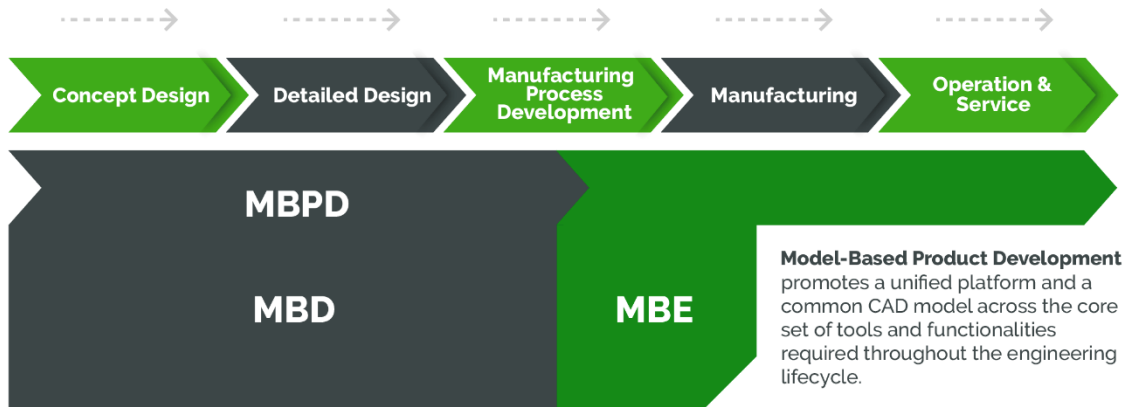 Concept Design
Detailed Design
Manufacturing
Process
Development
Manufacturing
Operation &
Service
MBPD
MBD
MBE
Model-Based Product Development
promotes a unified platform and a
common CAD model across the core
set of tools and functionalities
required throughout the engineering
lifecycle.